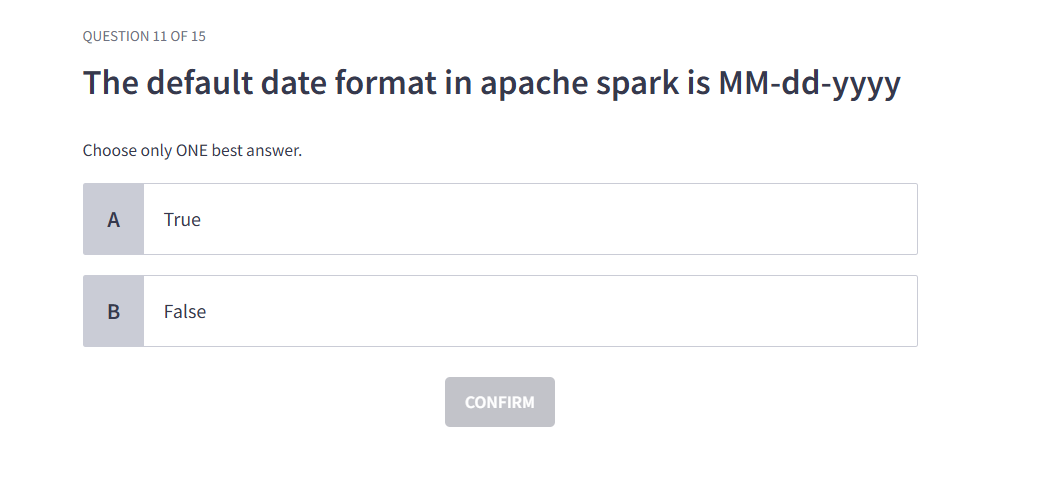 QUESTION 11 OF 15
The default date format in apache spark is MM-dd-yyyy
Choose only ONE best answer.
A True
B False
CONFIRM